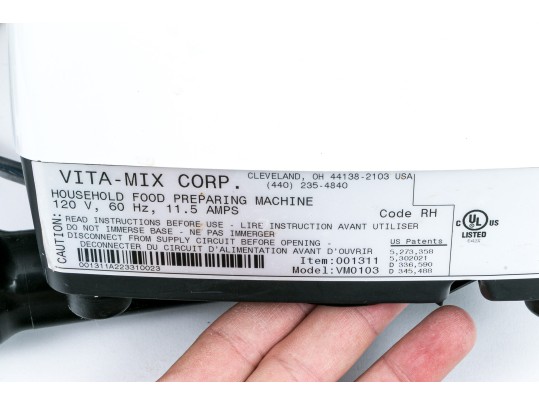 VITA-MIX CORP.
CLEVELAND, OH 44138-2103 USA
(440) 235-4840
HOUSEHOLD FOOD PREPARING MACHINE
120 V, 60 Hz, 11.5 AMPS
Code RH
CAUTION:
READ INSTRUCTIONS BEFORE USE - LIRE INSTRUCTION AVANT UTILISER
DO NOT IMMERSE BASE - NE PAS IMMERGER
DISCONNECT FROM SUPPLY CIRCUIT BEFORE OPENING -
DECONNECTER DU CIRCUIT D'ALIMENTATION AVANT D'OUVRIR
001311A223310023
Item:001311
Model:VM0103
US Patents
5,273,358
5,302021
D 336,590
D 345,488
C UL US
LISTED